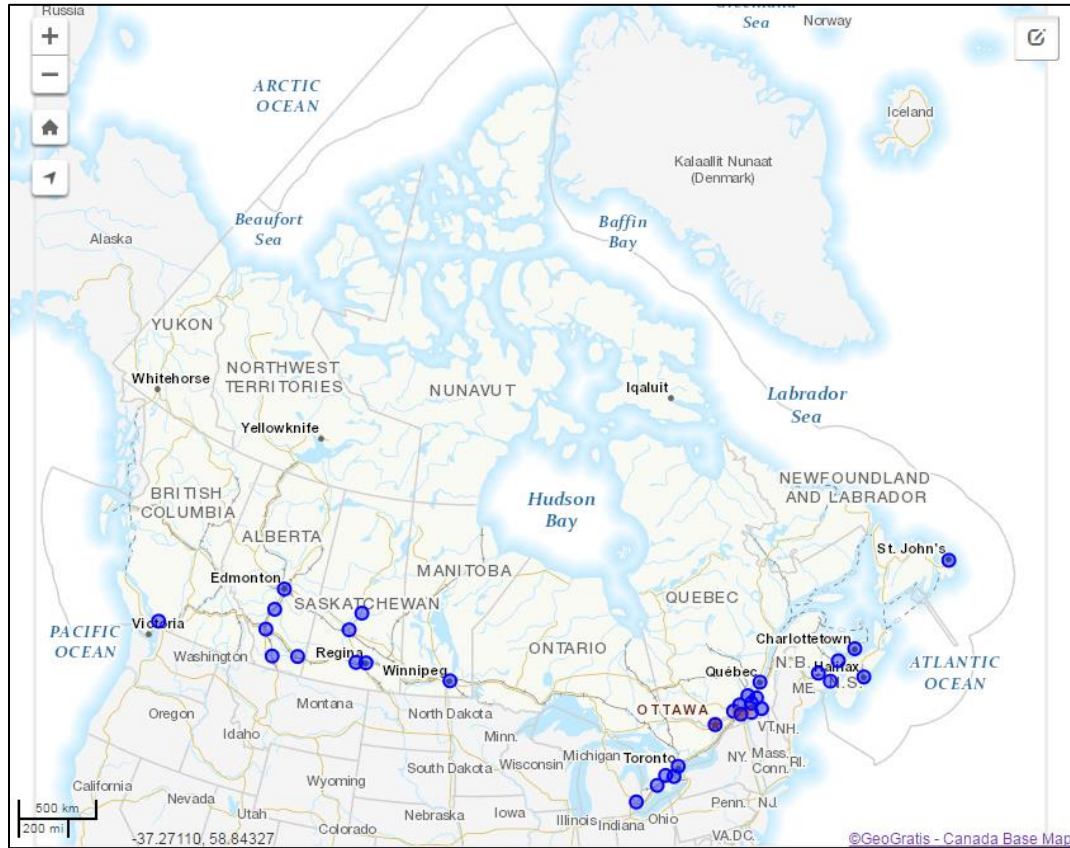 Greenland
Sea
Russia
Norway
+
−
ARCTIC
OCEAN
Iceland
Kalaallit Nunaat
(Denmark)
Beaufort
Sea
Baffin
Bay
Alaska
YUKON
NORTHWEST
TERRITORIES
NUNAVUT
Whitehorse
Iqaluit
Labrador
Sea
Yellowknife
BRITISH
COLUMBIA
Hudson
Bay
NEWFOUNDLAND
AND LABRADOR
ALBERTA
St. John's
MANITOBA
Edmonton
SASKATCHEWAN
QUEBEC
PACIFIC
OCEAN
Victoria
Charlottetown
Washington
Regina
ONTARIO
Winnipeg
Québec
N.B.
Halifax
ATLANTIC
OCEAN
ME.
N.S.
Montana
North Dakota
OTTAWA
Oregon
VT.
NH.
Idaho
Minn.
Michigan
Toronto
NY.
Mass.
Conn.
RI.
South Dakota
Wisconsin
Wyoming
California
Nevada
Utah
Nebraska
Iowa
Illinois
Indiana
Ohio
Penn.
NJ.
500 km
200 mi
Colorado
VA.
DC.
-37.27110, 58.84327
©GeoGratis - Canada Base Map